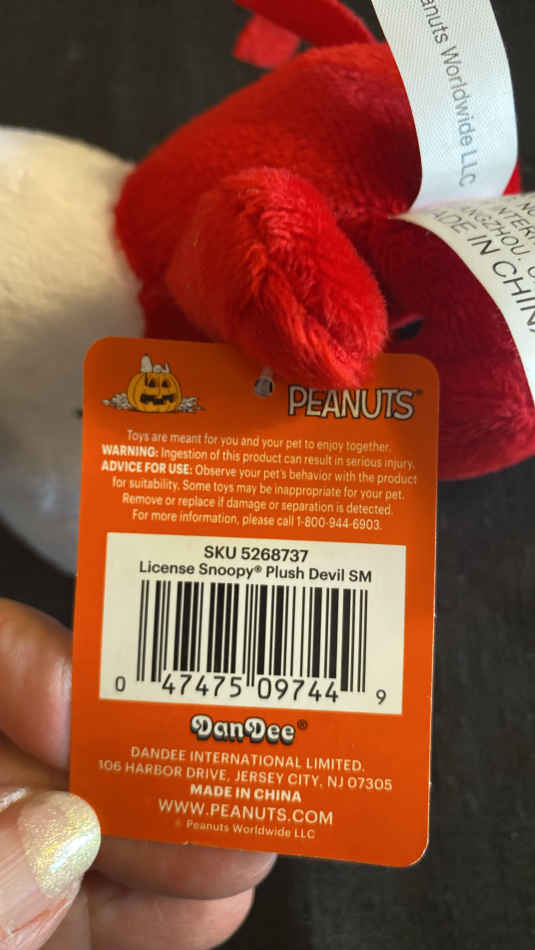 anuts Worldwide LLC
MADE IN CHINA
PEANUTS
Toys are meant for you and your pet to enjoy together.
WARNING: Ingestion of this product can result in serious injury.
ADVICE FOR USE: Observe your pet's behavior with the product
for suitability. Some toys may be inappropriate for your pet.
Remove or replace if damage or separation is detected.
For more information, please call 1-800-944-6903.
SKU 5268737
License Snoopy® Plush Devil SM
0 47475 09744 9
DanDee®
DANDEE INTERNATIONAL LIMITED.
106 HARBOR DRIVE, JERSEY CITY, NJ 07305
MADE IN CHINA
WWW.PEANUTS.COM
© Peanuts Worldwide LLC